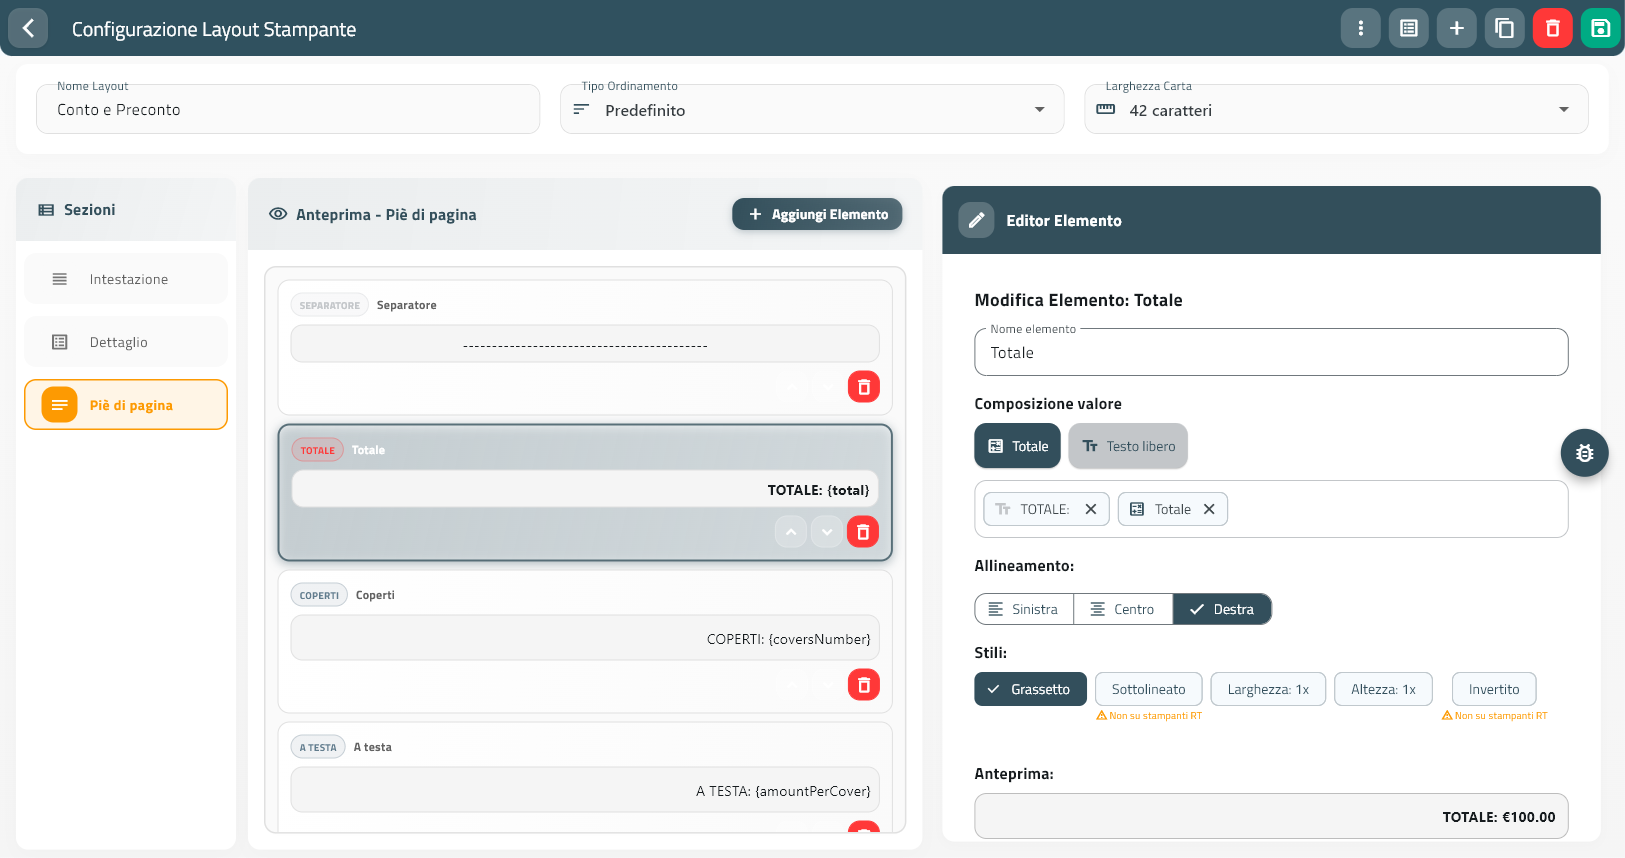 Configurazione Layout Stampante
Nome Layout
Conto e Preconto
Tipo Ordinamento
Predefinito
Larghezza Carta
42 caratteri
Sezioni
Intestazione
Dettaglio
Piè di pagina
Anteprima - Piè di pagina
Aggiungi Elemento
SEPARATORE Separatore
------------------------------------------
TOTALE Totale
TOTALE: {total}
COPERTI Coperti
COPERTI: {coversNumber}
A TESTA A testa
A TESTA: {amountPerCover}
Editor Elemento
Modifica Elemento: Totale
Nome elemento
Totale
Composizione valore
Totale Testo libero
TOTALE: Totale
Allineamento:
Sinistra Centro Destra
Stili:
Grassetto Sottolineato Larghezza: 1x Altezza: 1x Invertito
Non su stampanti RT Non su stampanti RT
Anteprima:
TOTALE: €100.00